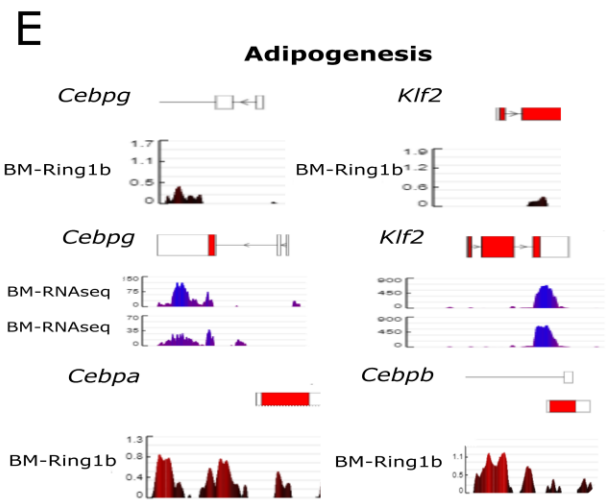 E
Adipogenesis
Cebpg Klf2
BM-Ring1b 1.7 1.1 0.5 0 BM-Ring1b 1.9 1.2 0.6 0
Cebpg Klf2
BM-RNAseq 150 75 0 900 450 0
BM-RNAseq 70 35 0 900 450 0
Cebpa Cebpb
BM-Ring1b 1.3 0.8 0.4 0 BM-Ring1b 1.1 0.5 0